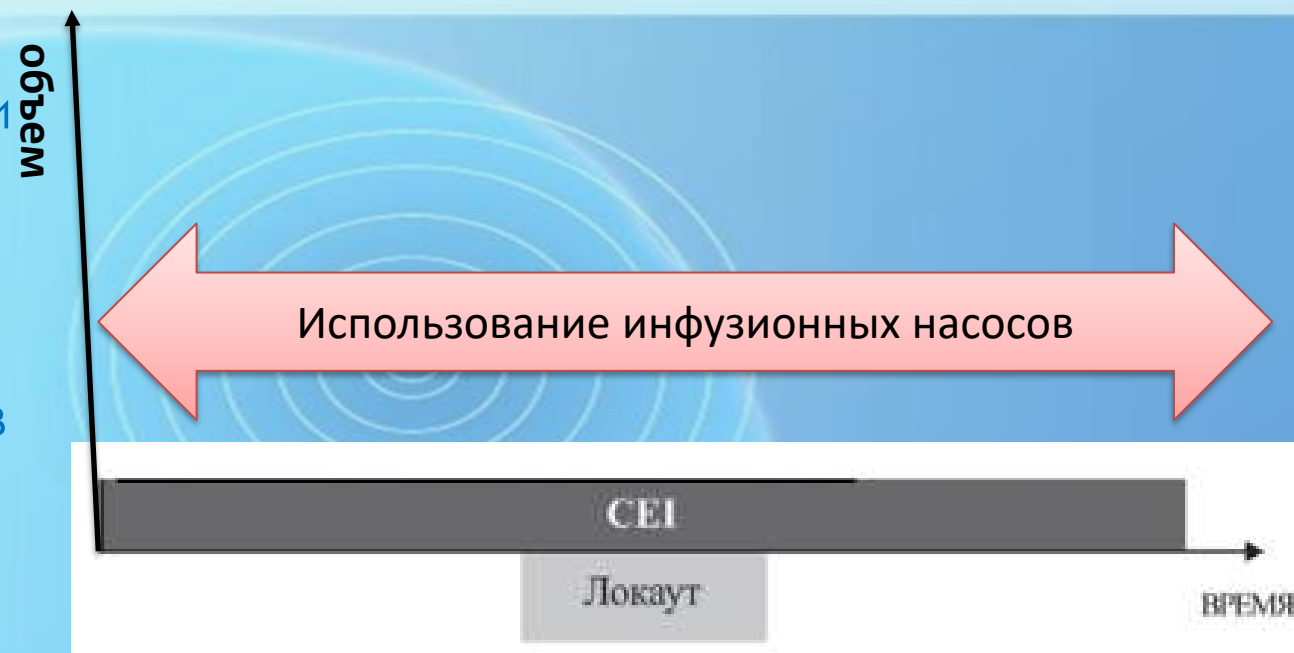 объем
и
в
Использование инфузионных насосов
CEI
Локаут
ВРЕМЯ